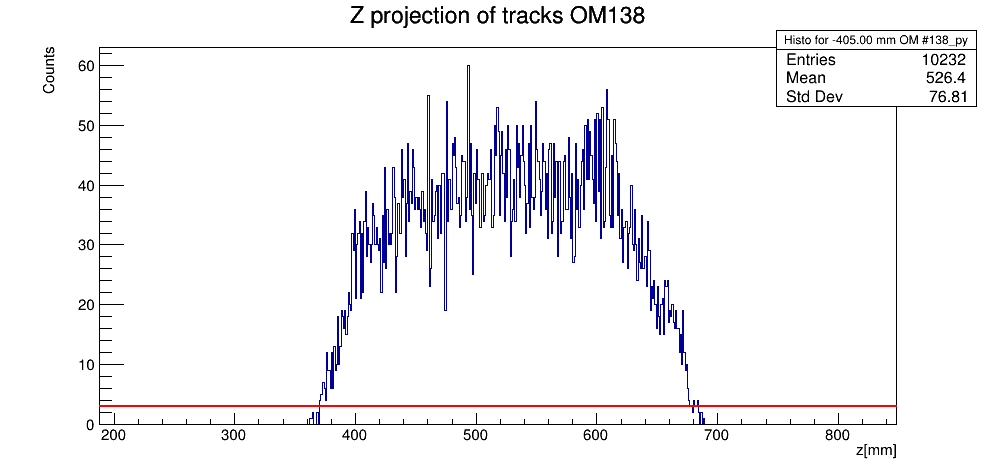 Z projection of tracks OM138
Histo for -405.00 mm OM #138_py
Entries 10232
Mean 526.4
Std Dev 76.81
Counts
60
50
40
30
20
10
0
200 300 400 500 600 700 800
z[mm]